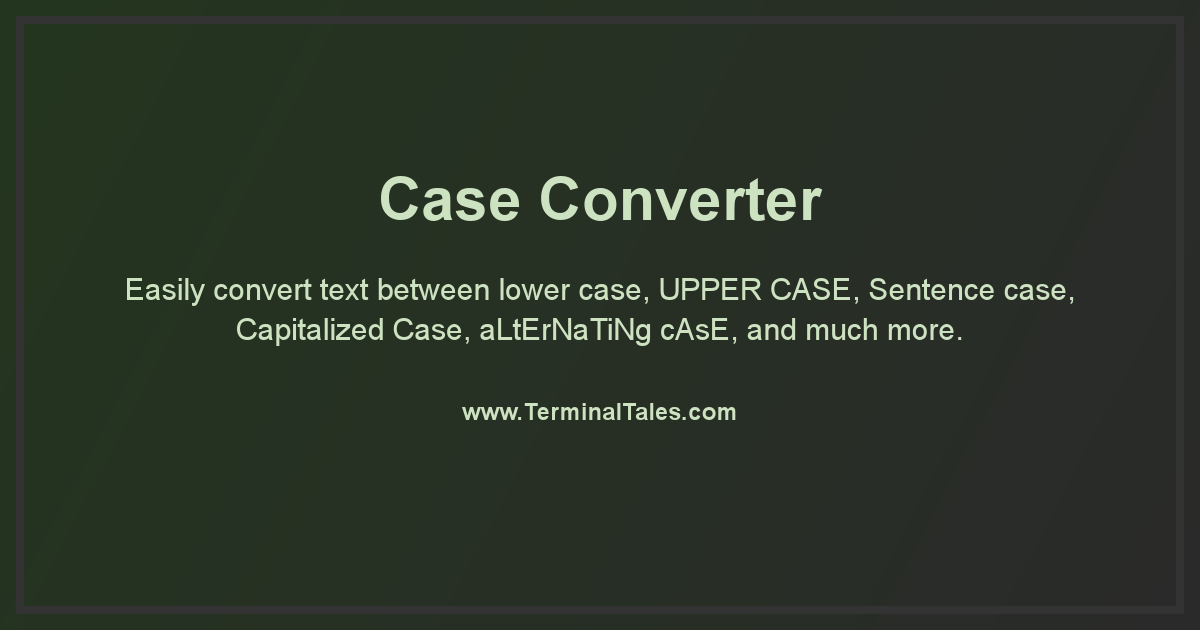 Case Converter
Easily convert text between lower case, UPPER CASE, Sentence case,
Capitalized Case, aLtErNaTiNg cAsE, and much more.
www.TerminalTales.com